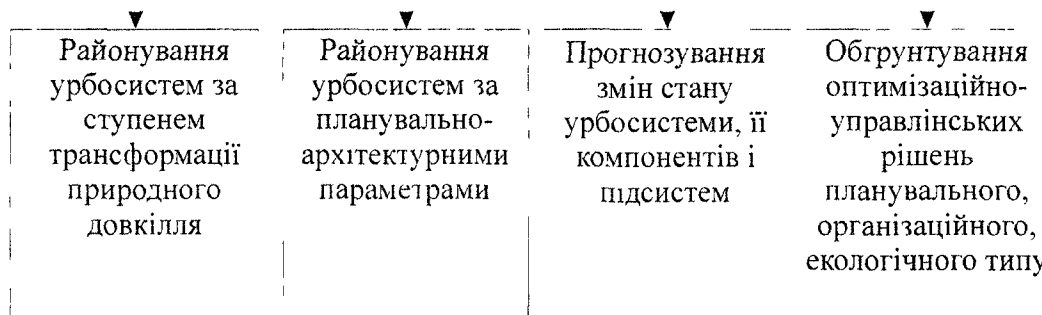 Районування
урбосистем за
ступенем
трансформації
природного
довкілля
Районування
урбосистем за
планувально-
архітектурними
параметрами
Прогнозування
змін стану
урбосистеми, її
компонентів і
підсистем
Обгрунтування
оптимізаційно-
управлінських
рішень
планувального,
організаційного,
екологічного типу